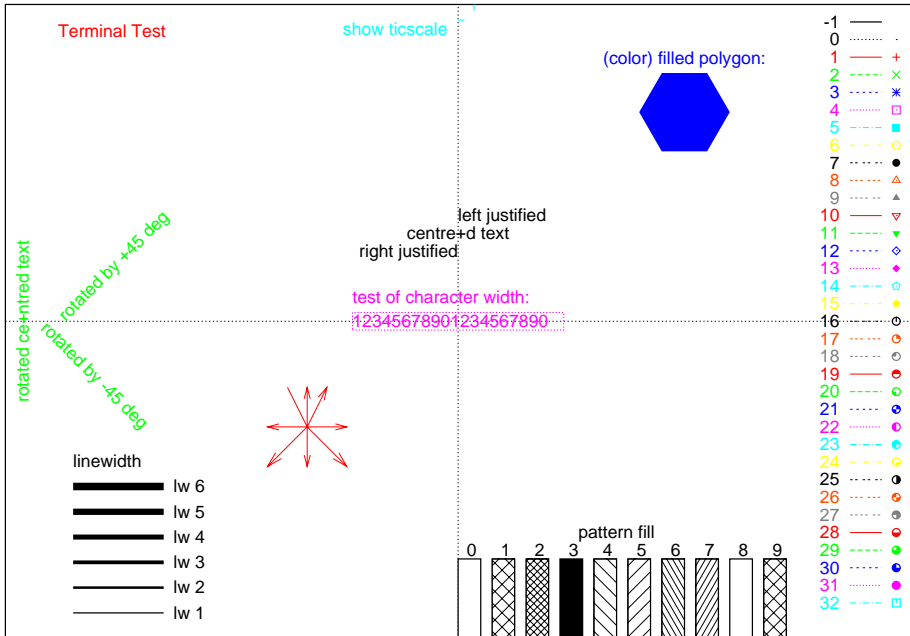 Terminal Test
show ticscale
(color) filled polygon:
left justified
centre+d text
right justified
test of character width:
12345678901234567890
rotated ce+ntred text
rotated by +45 deg
rotated by -45 deg
linewidth
lw 6
lw 5
lw 4
lw 3
lw 2
lw 1
pattern fill
0 1 2 3 4 5 6 7 8 9
-1
0
1
2
3
4
5
6
7
8
9
10
11
12
13
14
15
16
17
18
19
20
21
22
23
24
25
26
27
28
29
30
31
32